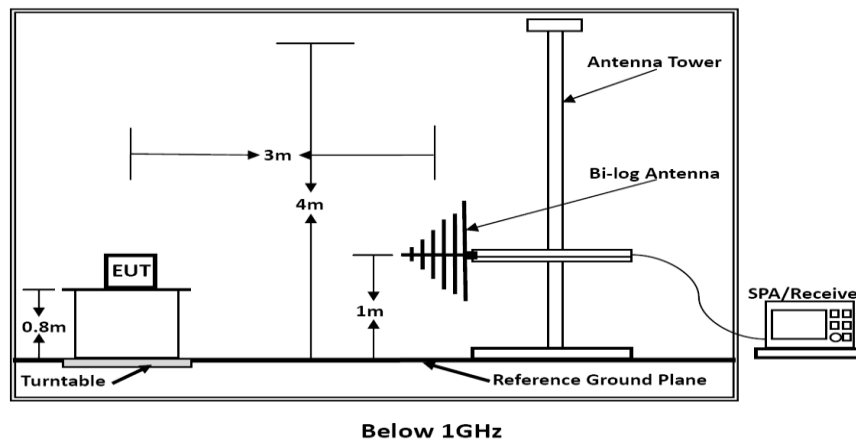 Antenna Tower
3m
Bi-log Antenna
4m
EUT
1m
0.8m
SPA/Receive
Turntable
Reference Ground Plane
Below 1GHz